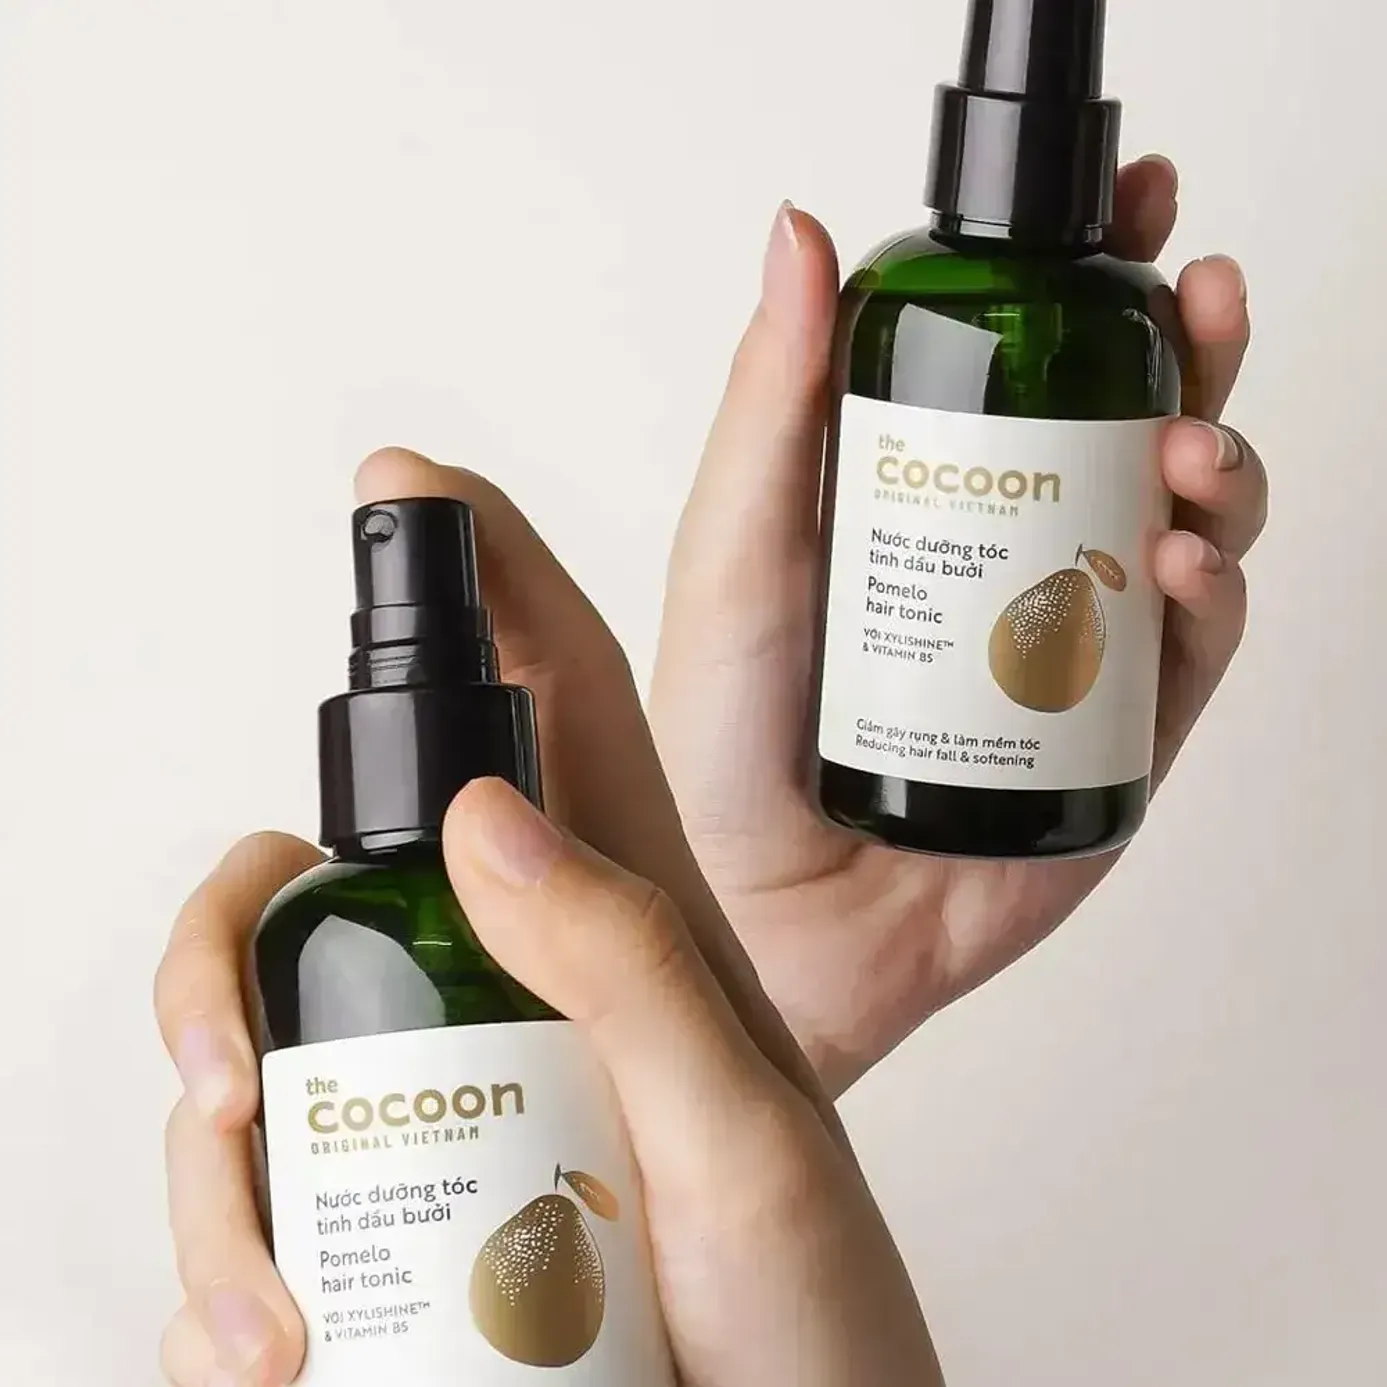 the
cocoon
ORIGINAL VIETNAM
Nước dưỡng tóc
tinh dầu bưởi
Pomelo
hair tonic
VỚI XYLISHINE™
& VITAMIN B5
Giảm gãy rụng & làm mềm tóc
Reducing hair fall & softening
the
cocoon
ORIGINAL VIETNAM
Nước dưỡng tóc
tinh dầu bưởi
Pomelo
hair tonic
VỚI XYLISHINE™
& VITAMIN B5